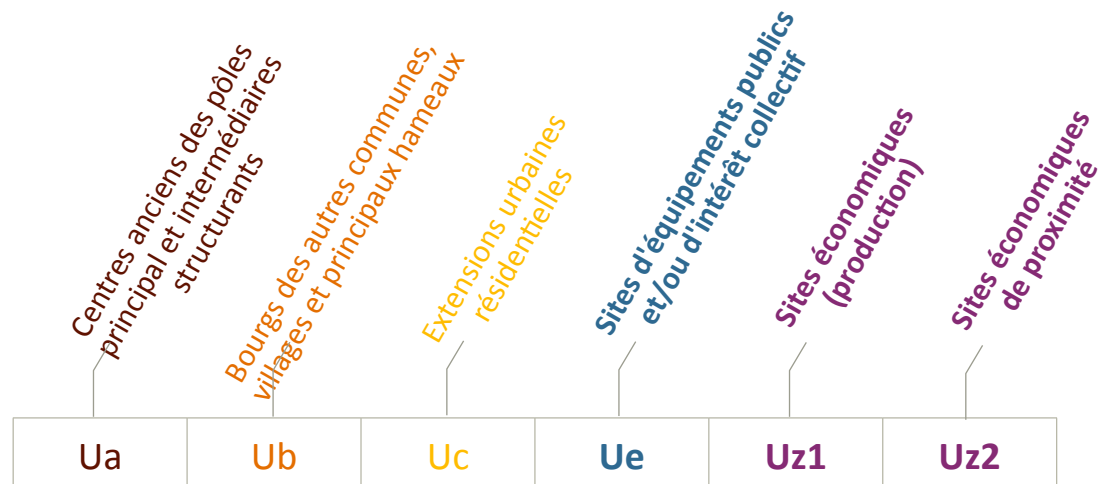 Centres anciens des pôles
principal et intermédiaires
structurants
Bourgs des autres communes,
villages et principaux hameaux
Extensions urbaines
résidentielles
Sites d'équipements publics
et/ou d'intérêt collectif
Sites économiques
(production)
Sites économiques
de proximité
Ua
Ub
Uc
Ue
Uz1
Uz2